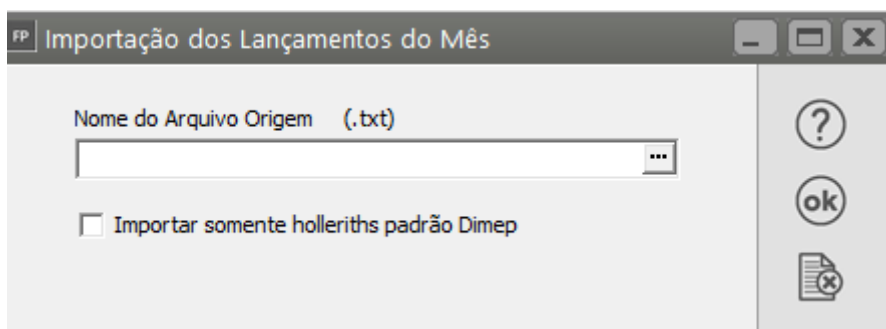 FP Importação dos Lançamentos do Mês
Nome do Arquivo Origem (.txt)
...
Importar somente holleriths padrão Dimep
?
ok